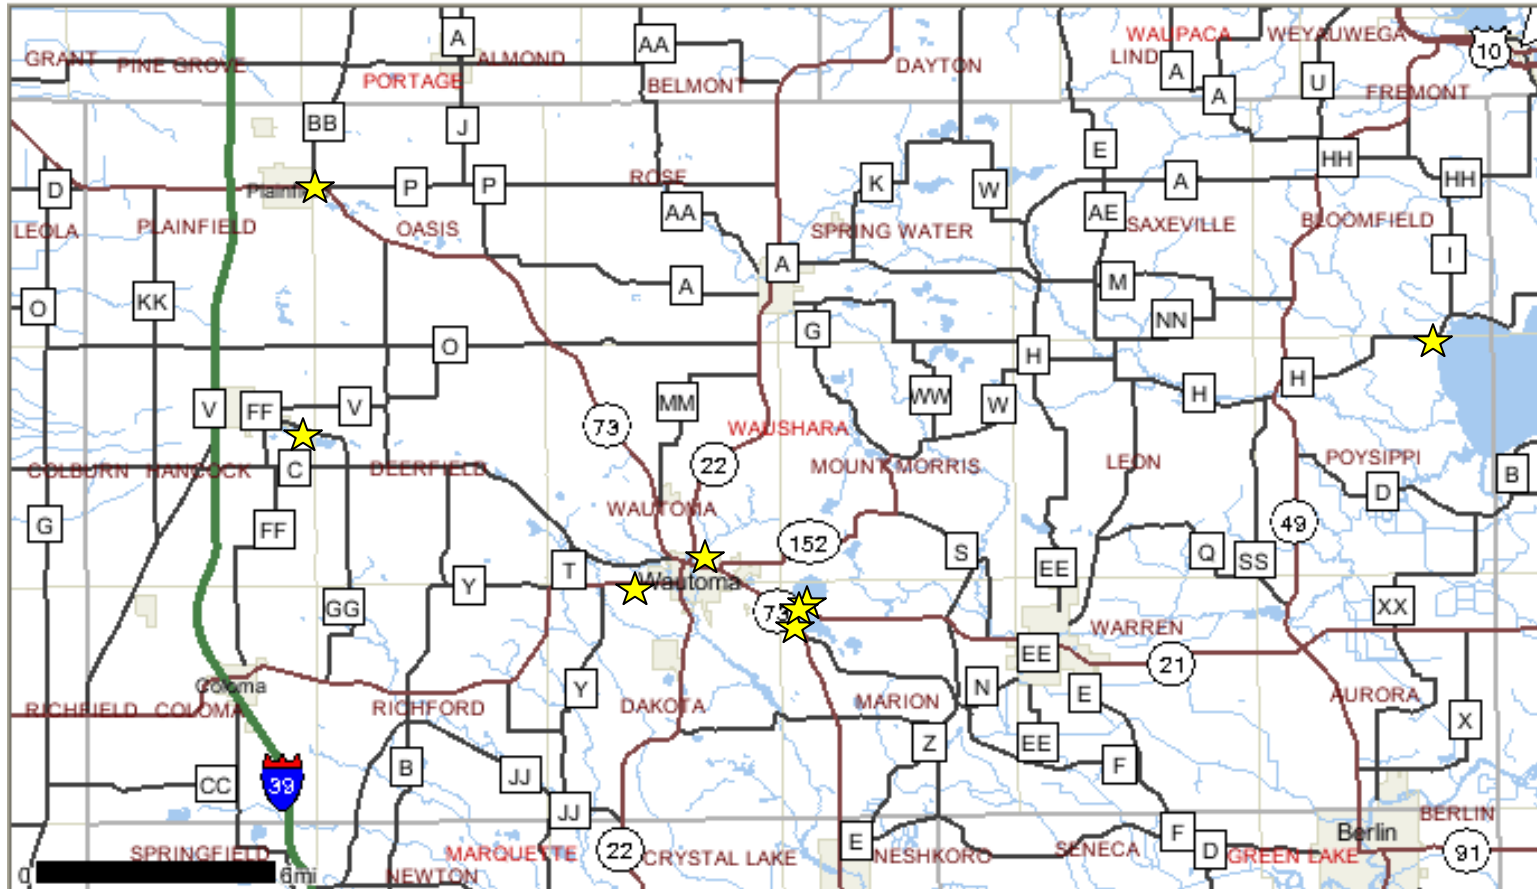 A
AA
WAUPACA
WEYAUWEGA
10
GRANT
PINE GROVE
ALMOND
LIND
DAYTON
PORTAGE
BELMONT
A
A
U
FREMONT
BB
J
E
HH
HH
D
Plainfi
P
P
ROSE
K
W
A
AA
AE
LEOLA
PLAINFIELD
OASIS
SPRING WATER
SAXEVILLE
BLOOMFIELD
A
I
O
KK
A
M
NN
G
O
H
H
V
FF
V
MM
WW
W
H
73
WAUSHARA
22
COLBURN
HANCOCK
C
DEERFIELD
MOUNT MORRIS
LEON
POYSIPPI
B
D
G
FF
WAUTOMA
152
S
Q
SS
49
EE
T
Wautoma
Y
GG
73
XX
WARREN
EE
21
Coloma
Y
N
E
RICHFIELD
COLOMA
RICHFORD
DAKOTA
MARION
AURORA
X
Z
EE
CC
39
B
JJ
F
JJ
BERLIN
E
F
Berlin
D
SPRINGFIELD
MARQUETTE
22
CRYSTAL LAKE
NESHKORO
SENECA
GREEN LAKE
91
0
6mi
NEWTON